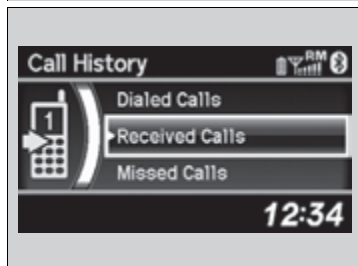 Call History
RM
Dialed Calls
1
Received Calls
Missed Calls
12:34